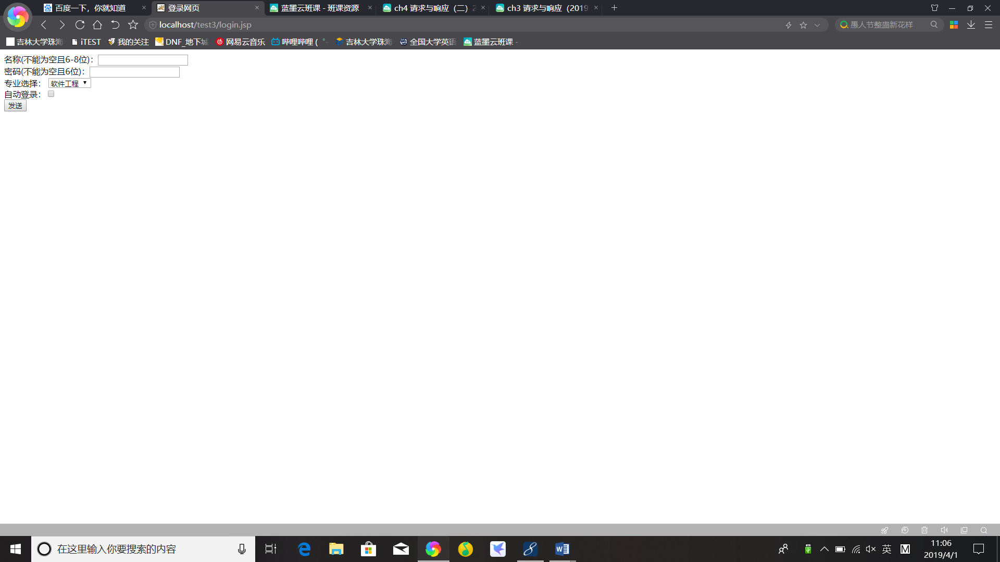 百度一下，你就知道
登录网页
蓝墨云班课 - 班课资源
ch4 请求与响应（二）2
ch3 请求与响应（2019
localhost/test3/login.jsp
愚人节整蛊新花样
吉林大学珠海
iTEST
我的关注
DNF_地下城
网易云音乐
哔哩哔哩 ( ゜-
吉林大学珠海
全国大学英语
蓝墨云班课 -
名称(不能为空且6-8位)：
密码(不能为空且6位)：
专业选择： 软件工程
自动登录：
发送
在这里输入你要搜索的内容
英
M
11:06
2019/4/1